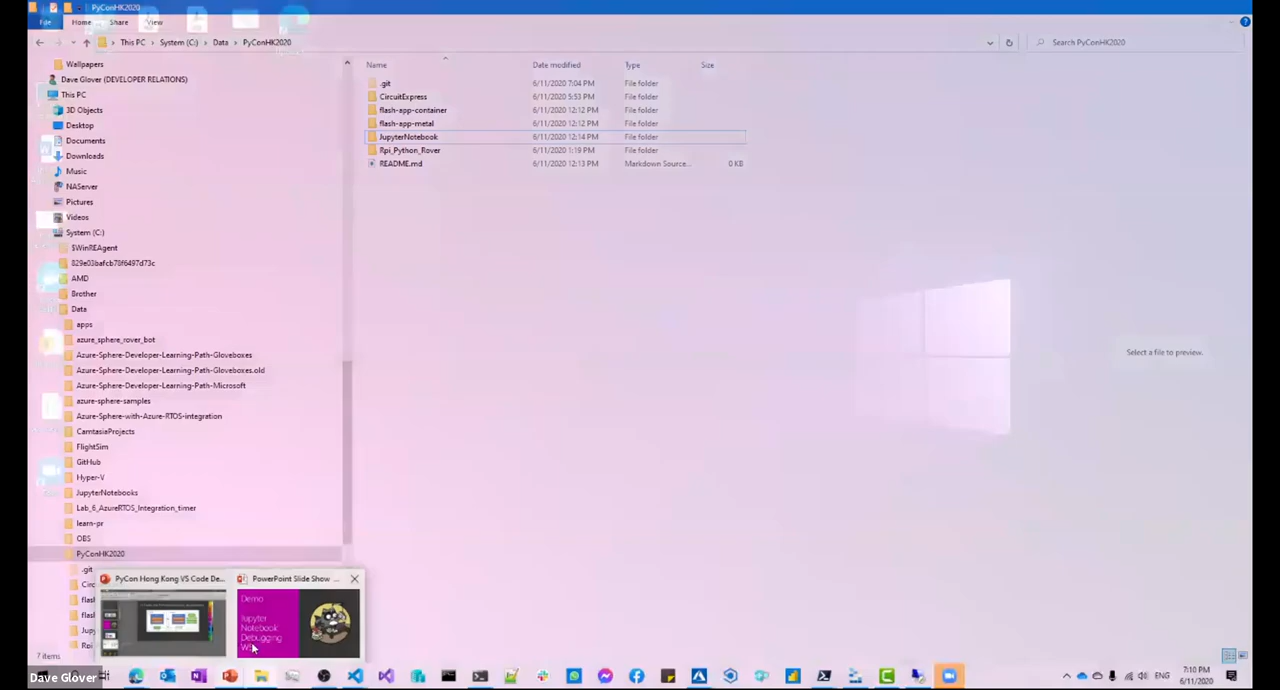 PyConHK2020
File Home Share View
This PC > System (C:) > Data > PyConHK2020
Search PyConHK2020
Name Date modified Type Size
.git 6/11/2020 7:04 PM File folder
CircuitExpress 6/11/2020 5:53 PM File folder
flash-app-container 6/11/2020 12:12 PM File folder
flash-app-metal 6/11/2020 12:12 PM File folder
JupyterNotebook 6/11/2020 12:14 PM File folder
Rpi_Python_Rover 6/11/2020 1:19 PM File folder
README.md 6/11/2020 12:13 PM Markdown Source... 0 KB
Wallpapers
Dave Glover (DEVELOPER RELATIONS)
This PC
3D Objects
Desktop
Documents
Downloads
Music
NAServer
Pictures
Videos
System (C:)
$WinREAgent
829e03bafcb78f6497d73c
AMD
Brother
Data
apps
azure_sphere_rover_bot
Azure-Sphere-Developer-Learning-Path-Gloveboxes
Azure-Sphere-Developer-Learning-Path-Gloveboxes.old
Azure-Sphere-Developer-Learning-Path-Microsoft
azure-sphere-samples
Azure-Sphere-with-Azure-RTOS-integration
CamtasiaProjects
FlightSim
GitHub
Hyper-V
JupyterNotebooks
Lab_6_AzureRTOS_Integration_timer
learn-pr
OBS
PyConHK2020
.git
Circ
flash
flash
Jup
Rpi
Select a file to preview.
PyCon Hong Kong VS Code De...
PowerPoint Slide Show ...
Demo
Jupyter
Notebook
Debugging
7 items
Dave Glover
ENG
7:10 PM
6/11/2020